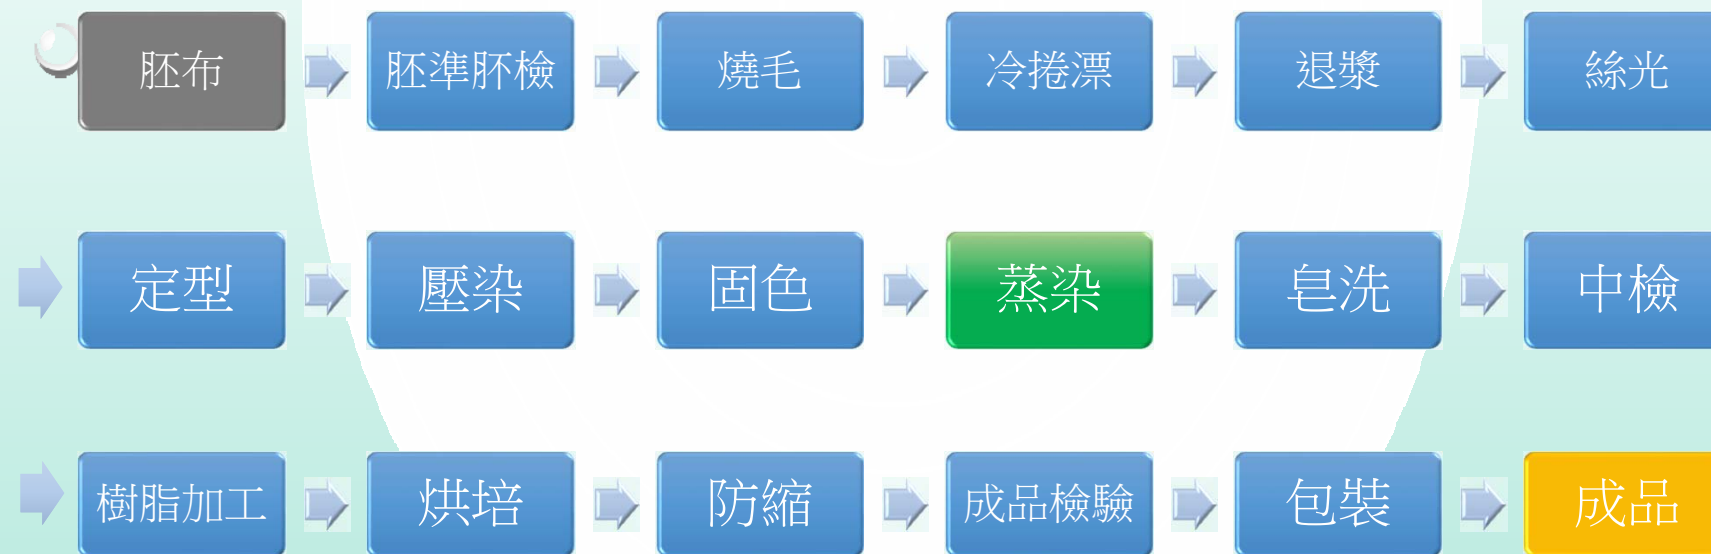 胚布
胚準胚檢
燒毛
冷捲漂
退漿
絲光
定型
壓染
固色
蒸染
皂洗
中檢
樹脂加工
烘培
防縮
成品檢驗
包裝
成品